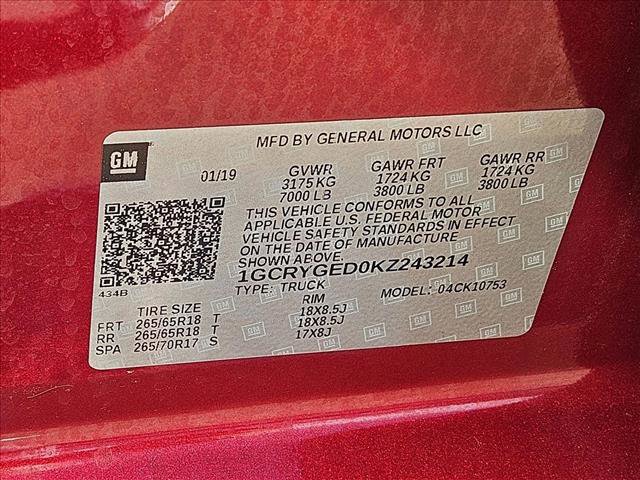 MFD BY GENERAL MOTORS LLC
GM
01/19 GVWR GAWR FRT GAWR RR
3175 KG 1724 KG 1724 KG
7000 LB 3800 LB 3800 LB
THIS VEHICLE CONFORMS TO ALL
APPLICABLE U.S. FEDERAL MOTOR
VEHICLE SAFETY STANDARDS IN EFFECT
ON THE DATE OF MANUFACTURE
SHOWN ABOVE.
1GCRYGED0KZ243214
434B
TYPE: TRUCK MODEL: 04CK10753
TIRE SIZE RIM
FRT 265/65R18 T 18X8.5J
RR 265/65R18 T 18X8.5J
SPA 265/70R17 S 17X8J